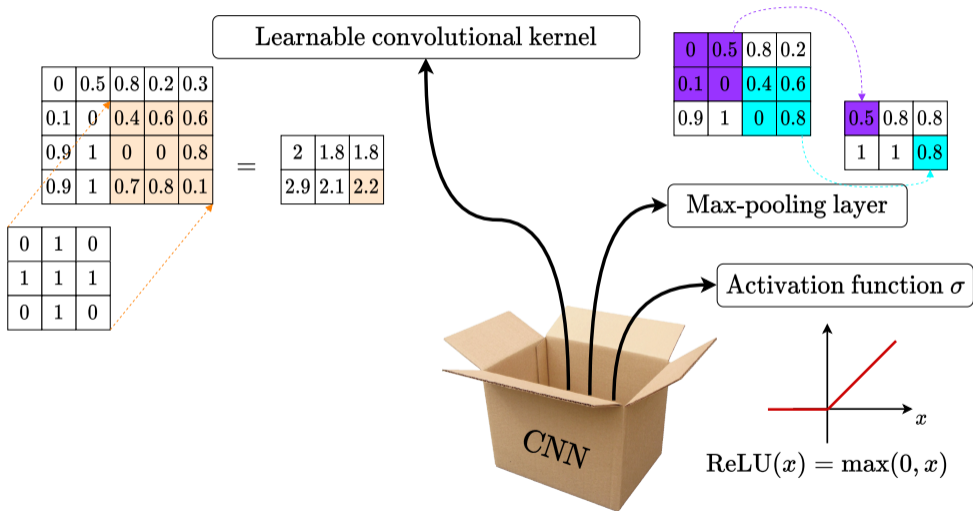 Learnable convolutional kernel
0 0.5 0.8 0.2 0.3
0.1 0 0.4 0.6 0.6
0.9 1 0 0 0.8
0.9 1 0.7 0.8 0.1
=
2 1.8 1.8
2.9 2.1 2.2
0 1 0
1 1 1
0 1 0
0 0.5 0.8 0.2
0.1 0 0.4 0.6
0.9 1 0 0.8
0.5 0.8 0.8
1 1 0.8
Max-pooling layer
Activation function σ
x
ReLU(x) = max(0, x)
CNN